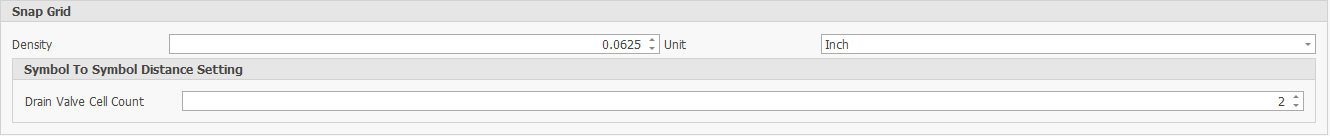 Snap Grid
Density 0.0625 Unit Inch
Symbol To Symbol Distance Setting
Drain Valve Cell Count 2